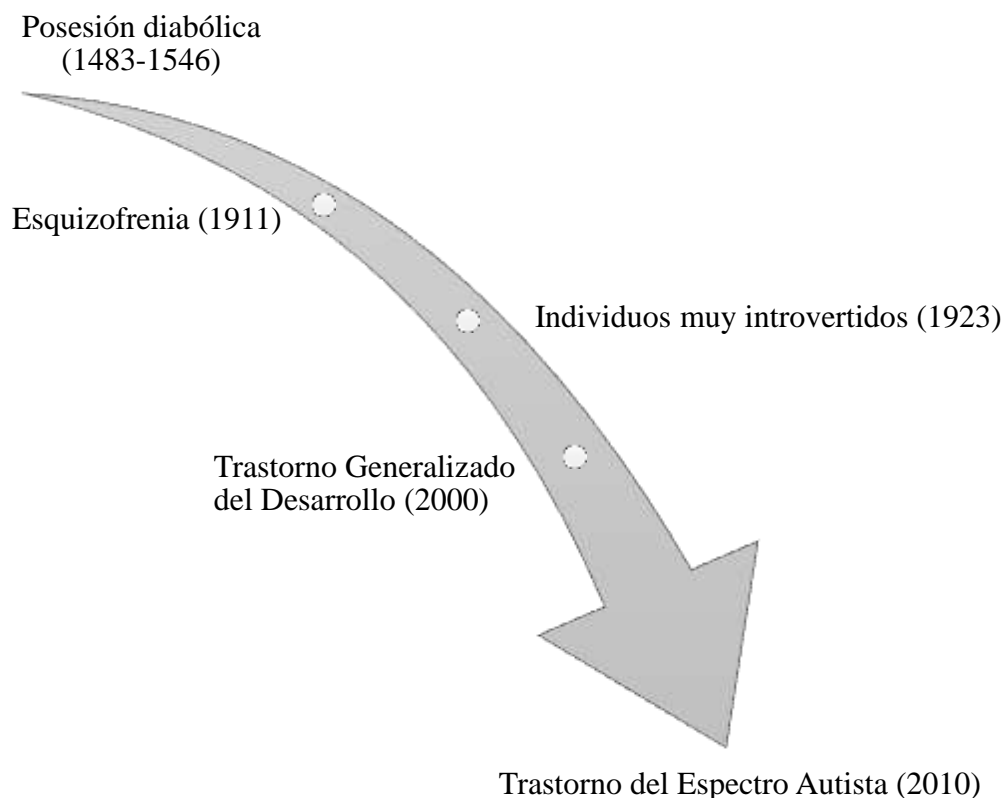 Posesión diabólica
(1483-1546)
Esquizofrenia (1911)
Individuos muy introvertidos (1923)
Trastorno Generalizado
del Desarrollo (2000)
Trastorno del Espectro Autista (2010)